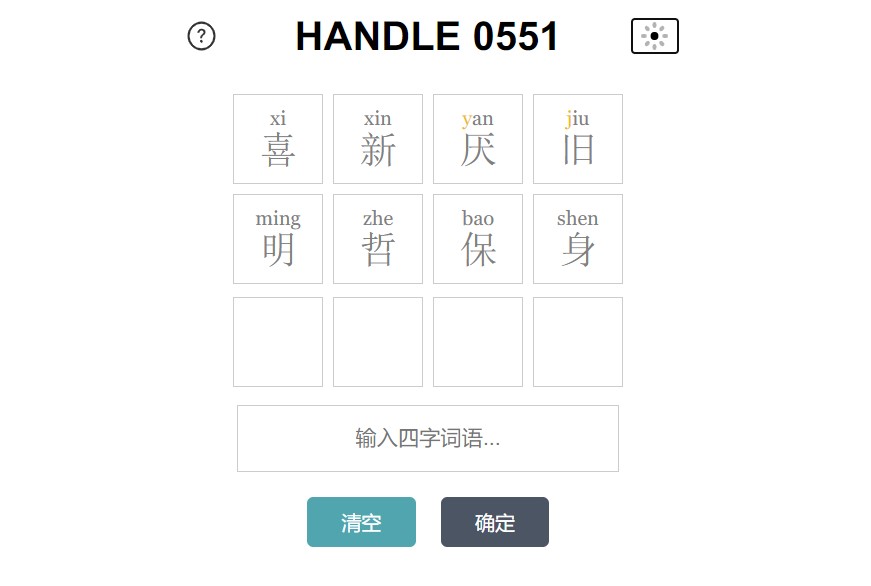 ? HANDLE 0551
xi xin yan jiu
喜 新 厌 旧
ming zhe bao shen
明 哲 保 身
输入四字词语...
清空 确定